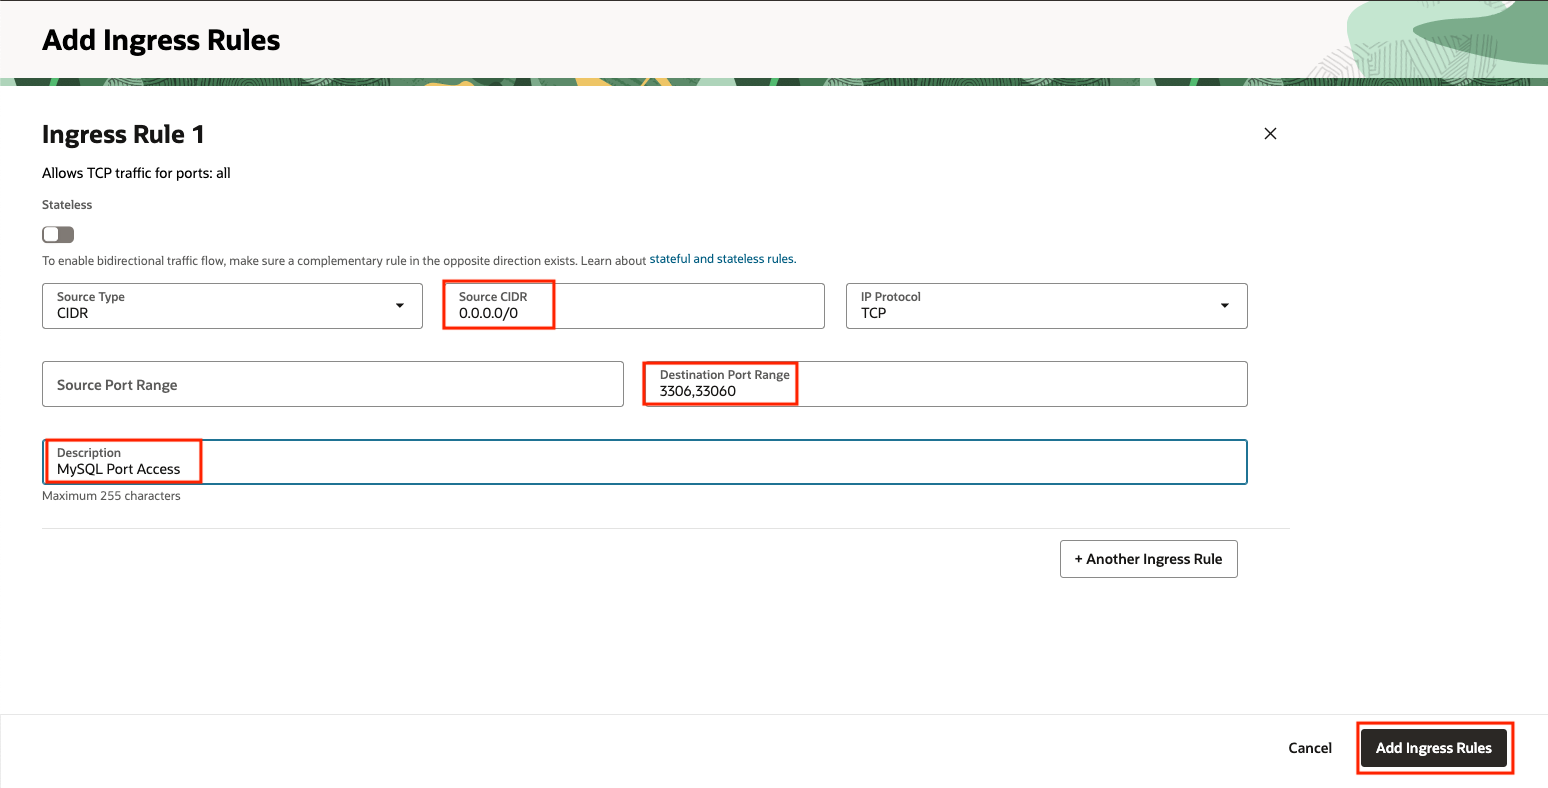 Add Ingress Rules
Ingress Rule 1
Allows TCP traffic for ports: all
Stateless
To enable bidirectional traffic flow, make sure a complementary rule in the opposite direction exists. Learn about stateful and stateless rules.
Source Type
CIDR
Source CIDR
0.0.0.0/0
IP Protocol
TCP
Source Port Range
Destination Port Range
3306,33060
Description
MySQL Port Access
Maximum 255 characters
+ Another Ingress Rule
Cancel
Add Ingress Rules